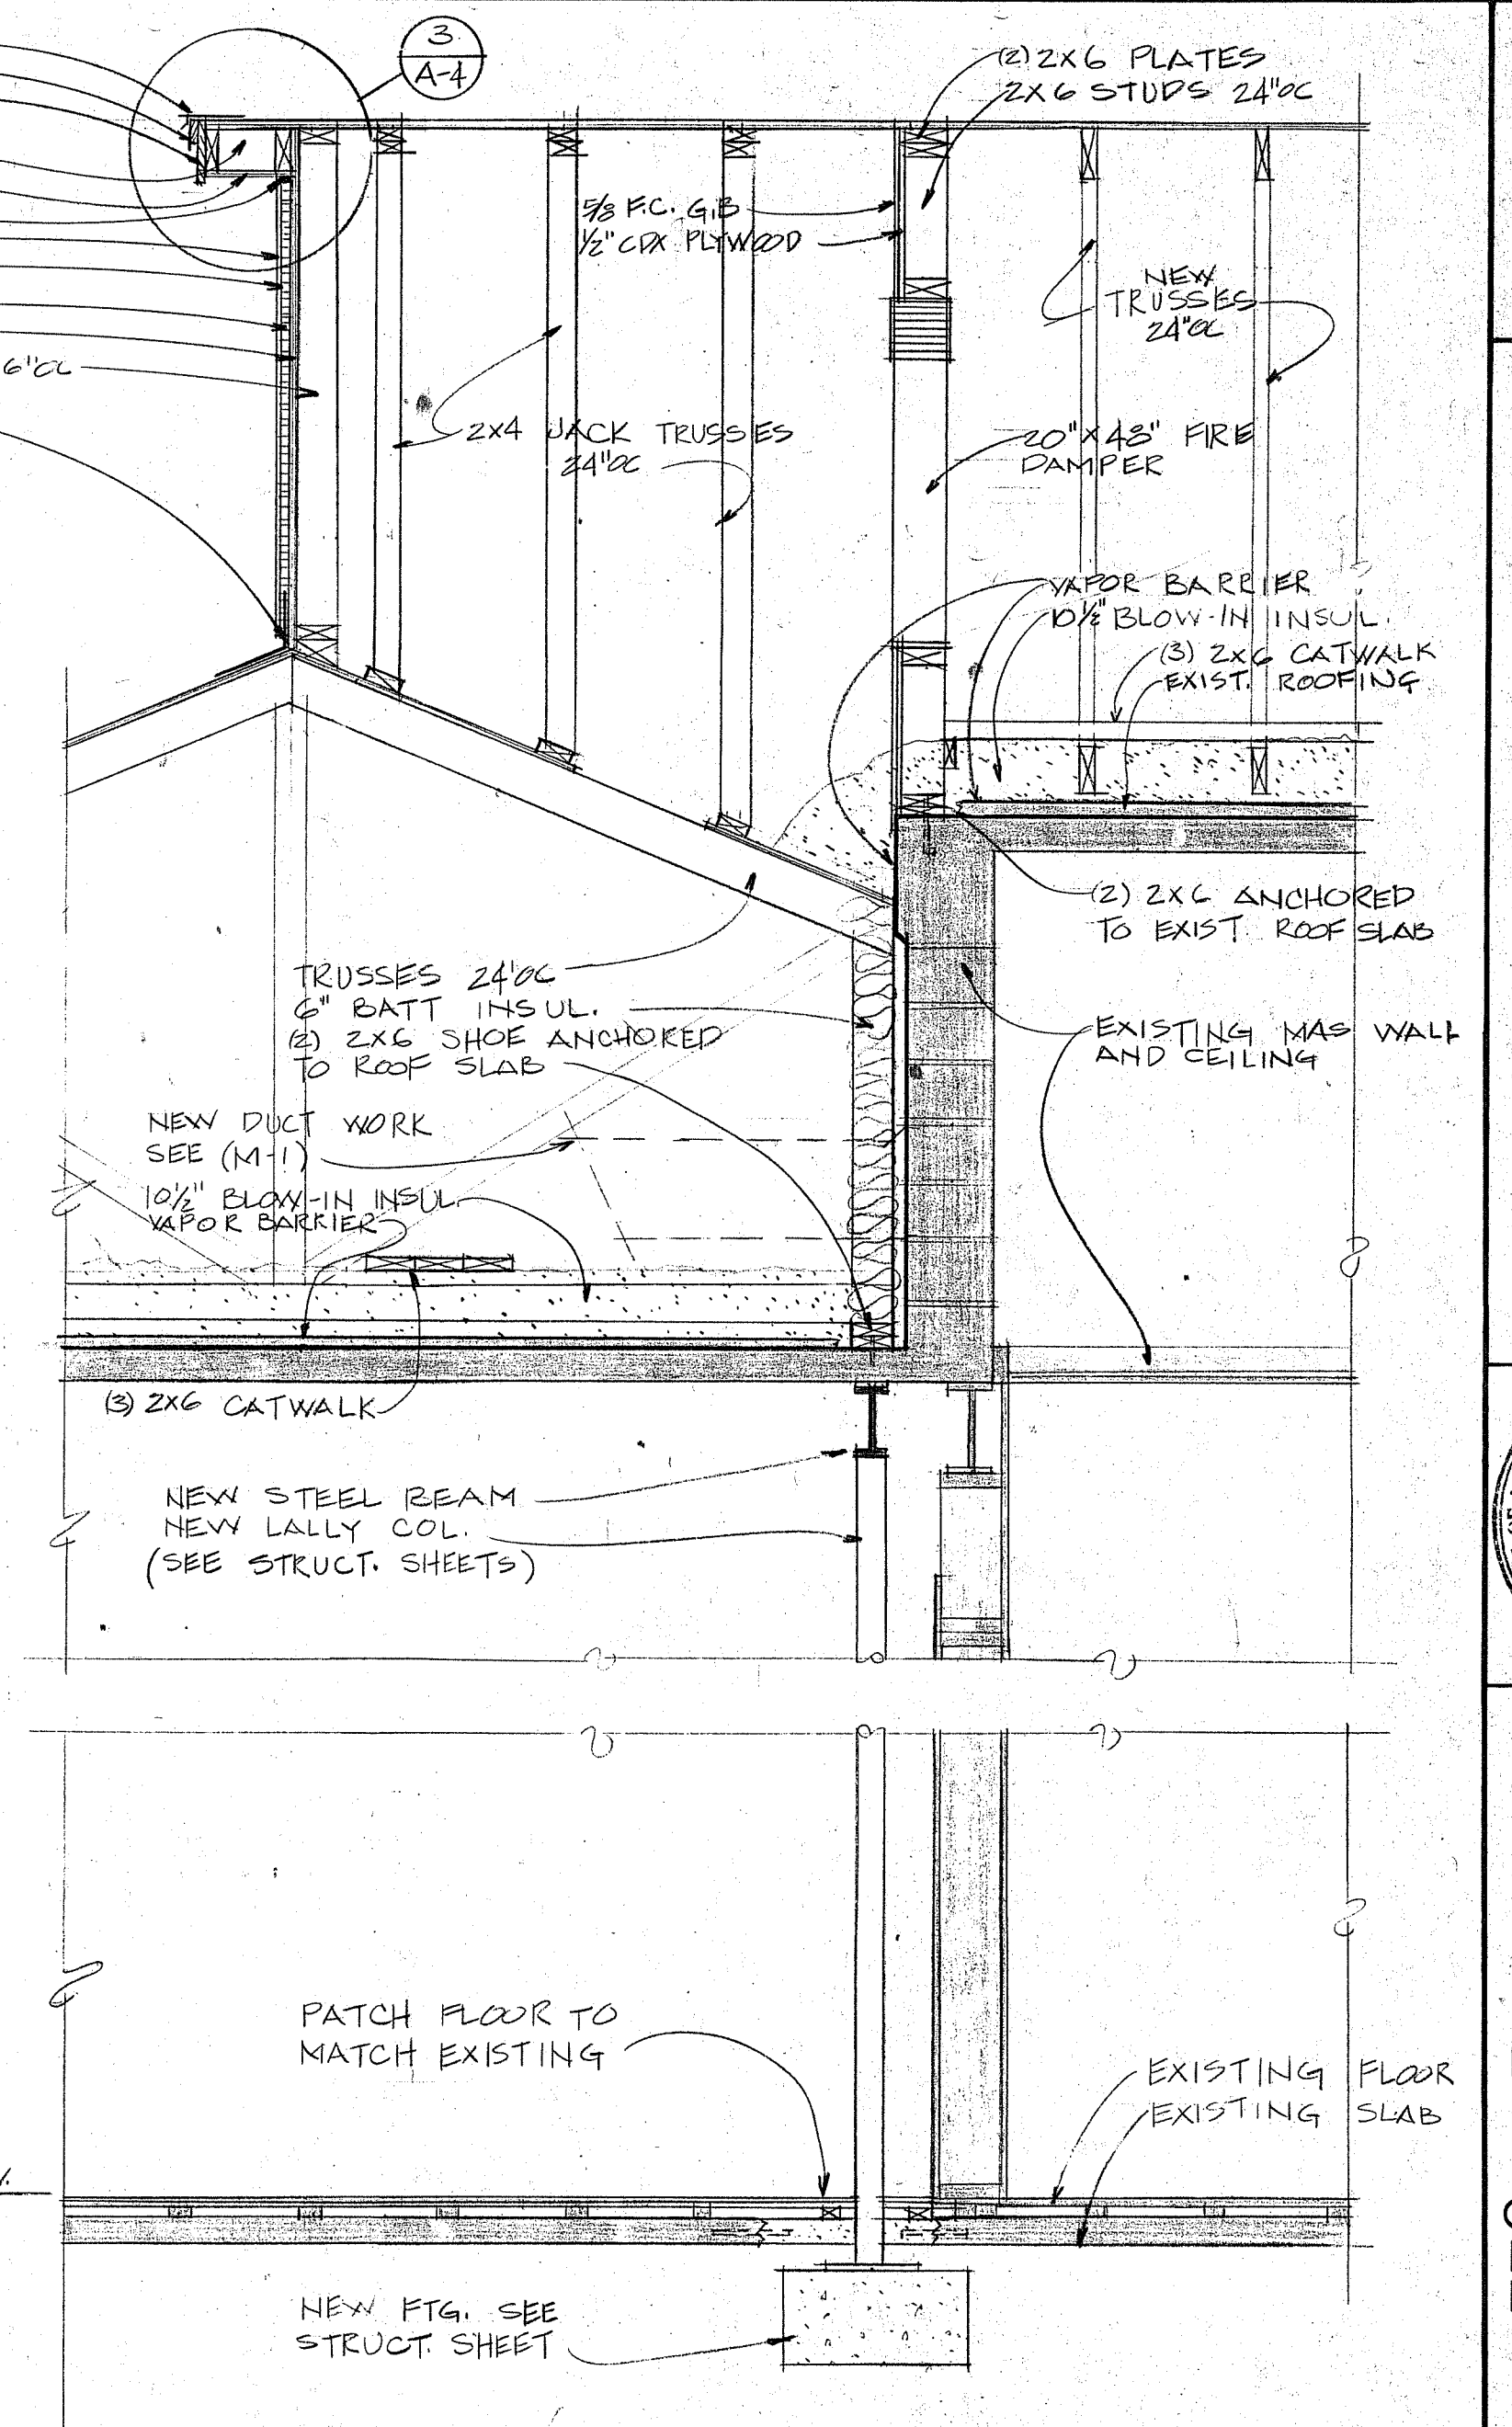 3
A-4
(2) 2X6 PLATES
2X6 STUDS 24"OC
5/8 F.C. G.B
1/2" CDX PLYWOOD
NEW
TRUSSES
24"OC
6"OC
2X4 JACK TRUSSES
24"OC
20"X48" FIRE
DAMPER
VAPOR BARRIER
10½" BLOW-IN INSUL.
(3) 2X6 CATWALK
EXIST. ROOFING
(2) 2X6 ANCHORED
TO EXIST. ROOF SLAB
TRUSSES 24'OC
6" BATT INSUL.
(2) 2X6 SHOE ANCHORED
TO ROOF SLAB
EXISTING MAS WALL
AND CEILING
NEW DUCT WORK
SEE (M-1)
10½" BLOW-IN INSUL
VAPOR BARRIER
(3) 2X6 CATWALK
NEW STEEL BEAM
NEW LALLY COL.
(SEE STRUCT. SHEETS)
PATCH FLOOR TO
MATCH EXISTING
EXISTING FLOOR
EXISTING SLAB
NEW FTG. SEE
STRUCT. SHEET